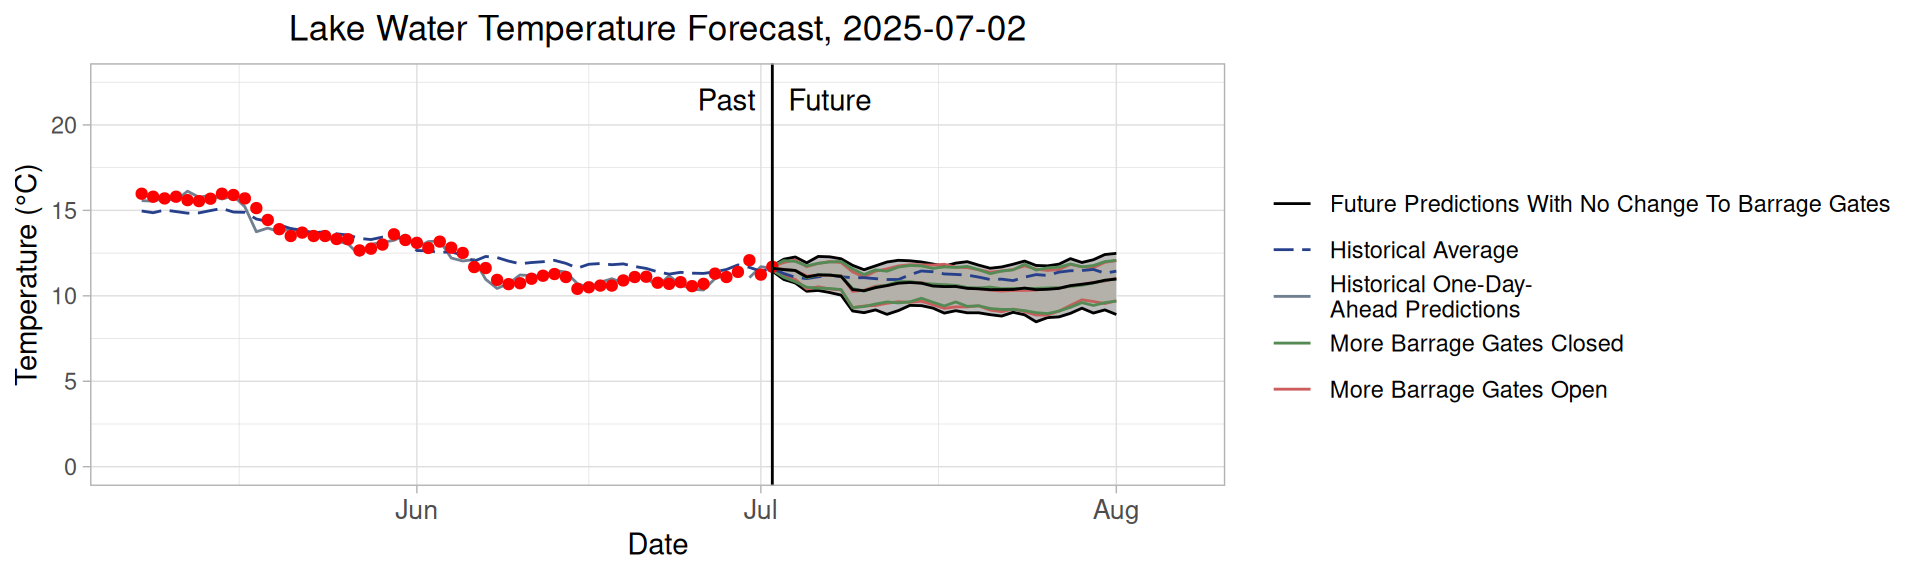 Lake Water Temperature Forecast, 2025-07-02
Past
Future
20
15
10
5
0
Temperature (°C)
Jun
Jul
Aug
Date
Future Predictions With No Change To Barrage Gates
Historical Average
Historical One-Day-
Ahead Predictions
More Barrage Gates Closed
More Barrage Gates Open